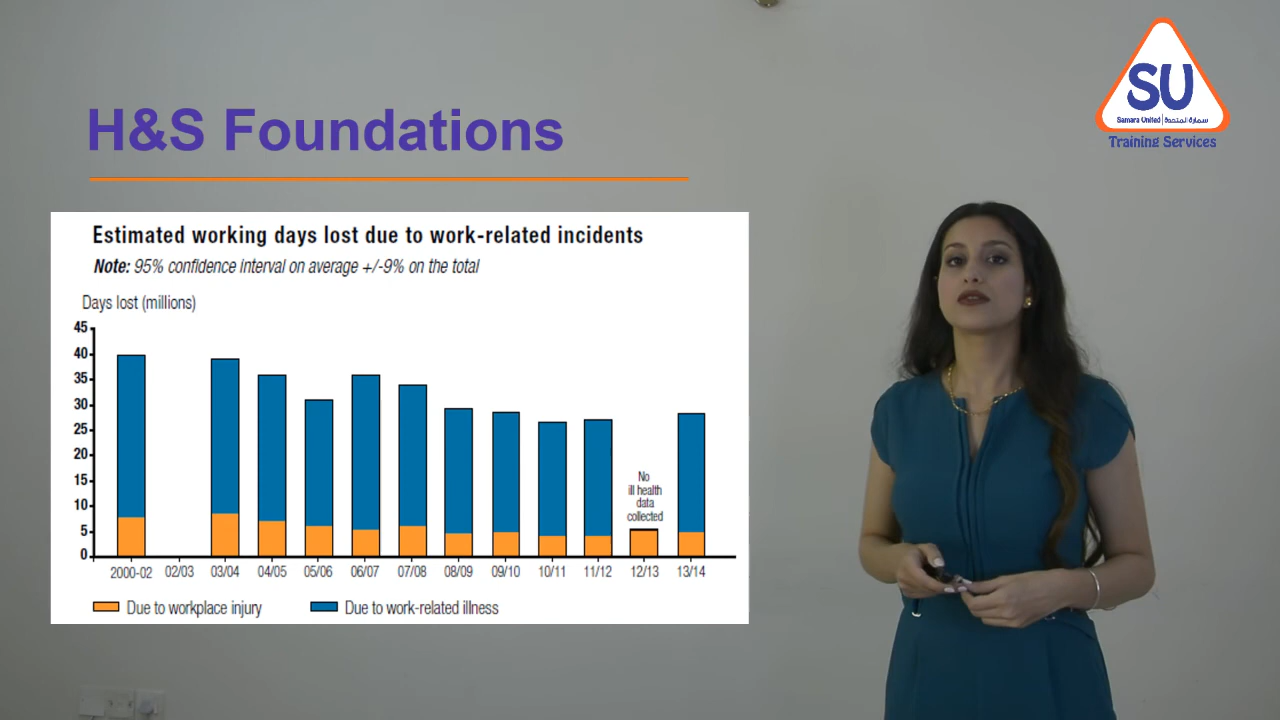 H&S Foundations
SU
Samara United | سمارة المتحدة
Training Services
Estimated working days lost due to work-related incidents
Note: 95% confidence interval on average +/-9% on the total
Days lost (millions)
45
40
35
30
25
20
15
10
5
0
No
ill health
data
collected
2000-02 02/03 03/04 04/05 05/06 06/07 07/08 08/09 09/10 10/11 11/12 12/13 13/14
Due to workplace injury Due to work-related illness